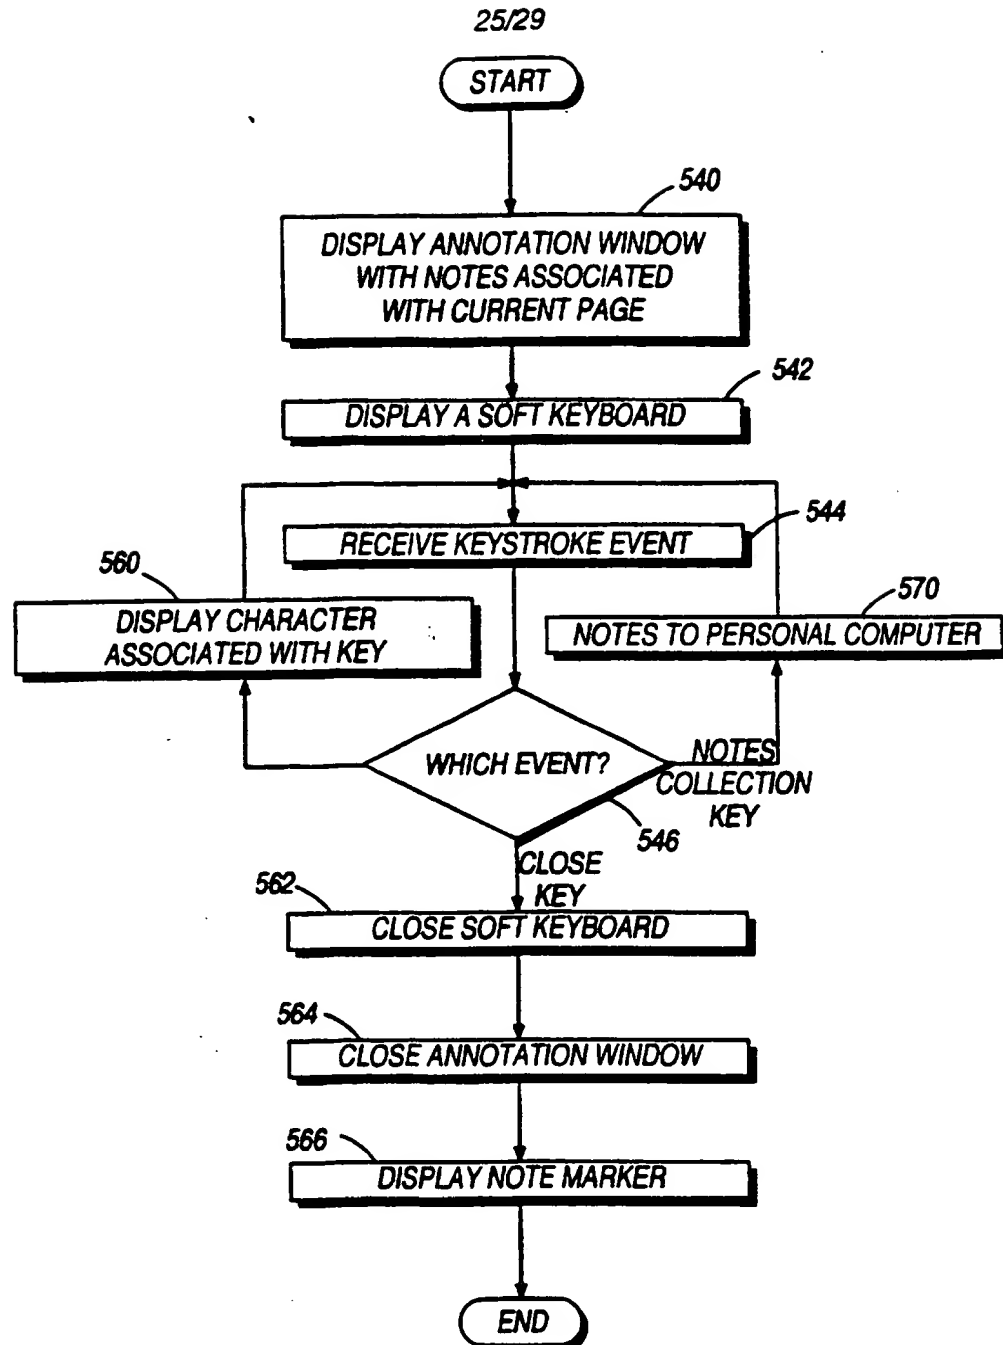 25/29
START
540
DISPLAY ANNOTATION WINDOW
WITH NOTES ASSOCIATED
WITH CURRENT PAGE
542
DISPLAY A SOFT KEYBOARD
544
RECEIVE KEYSTROKE EVENT
560
DISPLAY CHARACTER
ASSOCIATED WITH KEY
570
NOTES TO PERSONAL COMPUTER
WHICH EVENT?
NOTES
COLLECTION
KEY
546
CLOSE
KEY
562
CLOSE SOFT KEYBOARD
564
CLOSE ANNOTATION WINDOW
566
DISPLAY NOTE MARKER
END